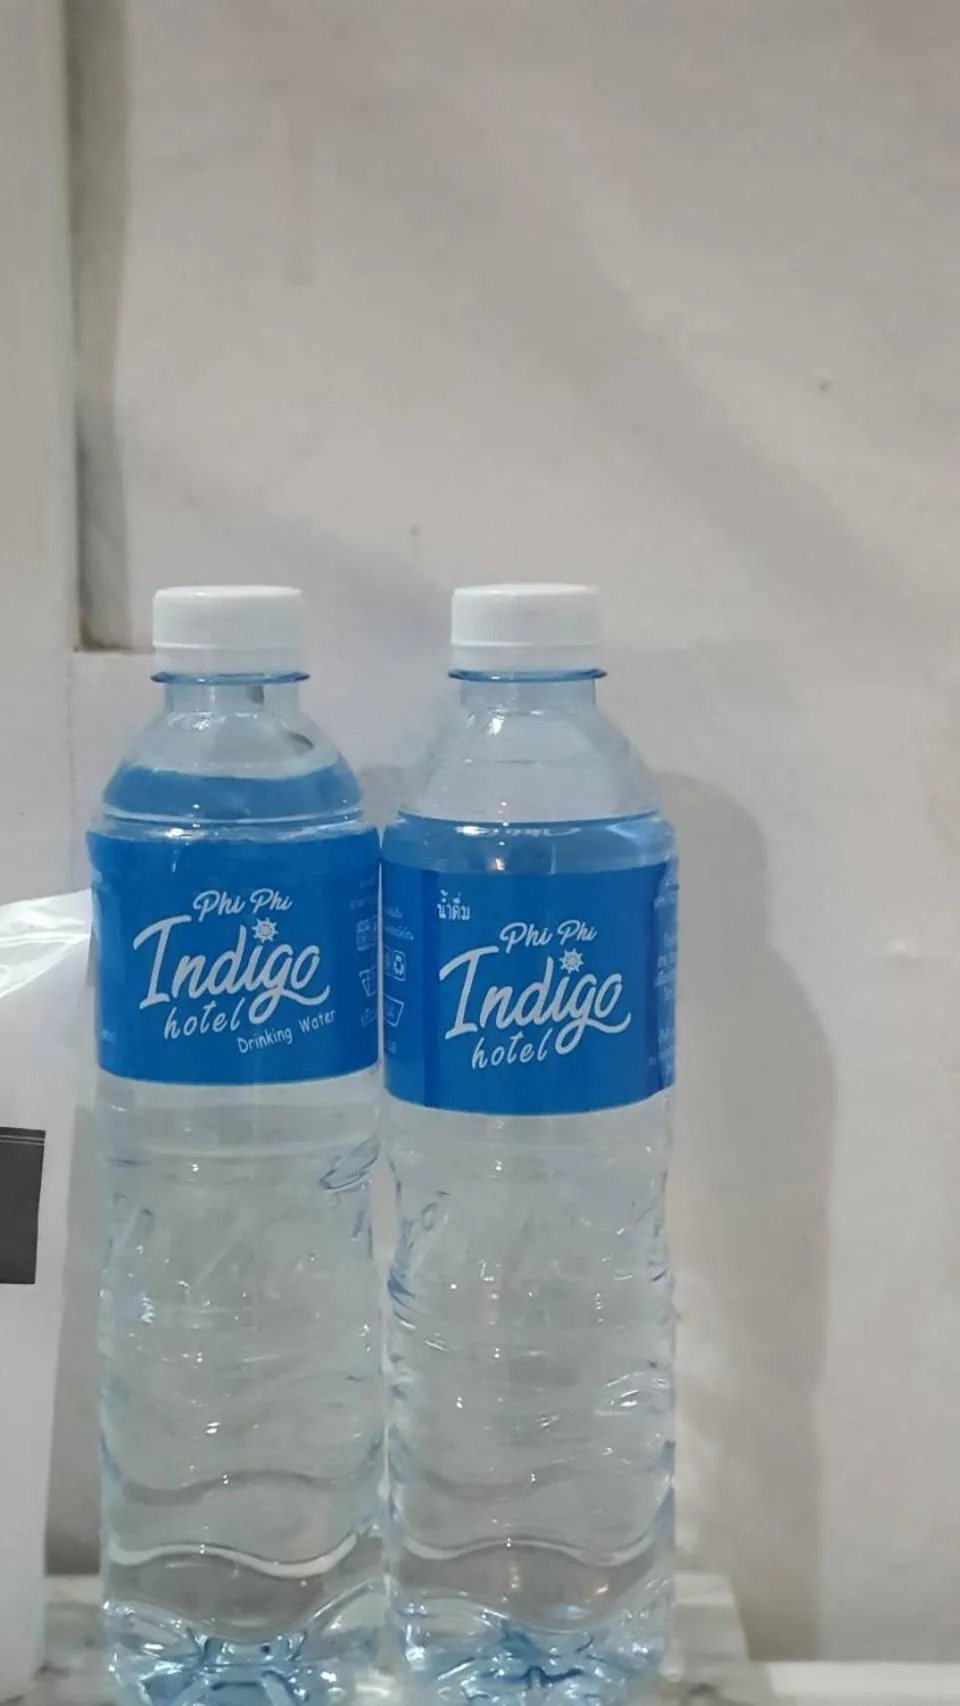 Phi Phi
Indigo
hotel
Drinking Water
น้ำดื่ม
Phi Phi
Indigo
hotel